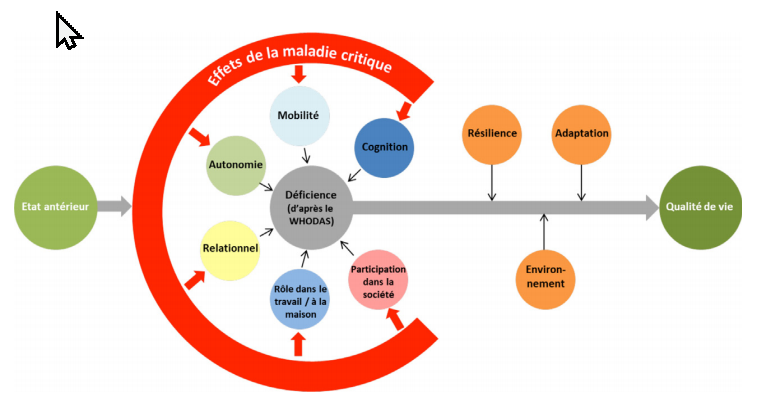 Effets de la maladie critique
Mobilité
Cognition
Autonomie
Relationnel
Rôle dans le
travail / à la
maison
Participation
dans la
société
Déficience
(d'après le
WHODAS)
Etat antérieur
Résilience
Adaptation
Environ-
nement
Qualité de vie